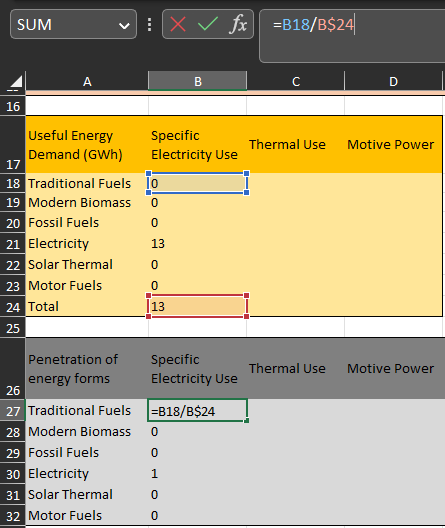 SUM fx =B18/B$24
A B C D
16
17 Useful Energy Demand (GWh) Specific Electricity Use Thermal Use Motive Power
18 Traditional Fuels 0
19 Modern Biomass 0
20 Fossil Fuels 0
21 Electricity 13
22 Solar Thermal 0
23 Motor Fuels 0
24 Total 13
25
26 Penetration of energy forms Specific Electricity Use Thermal Use Motive Power
27 Traditional Fuels =B18/B$24
28 Modern Biomass 0
29 Fossil Fuels 0
30 Electricity 1
31 Solar Thermal 0
32 Motor Fuels 0